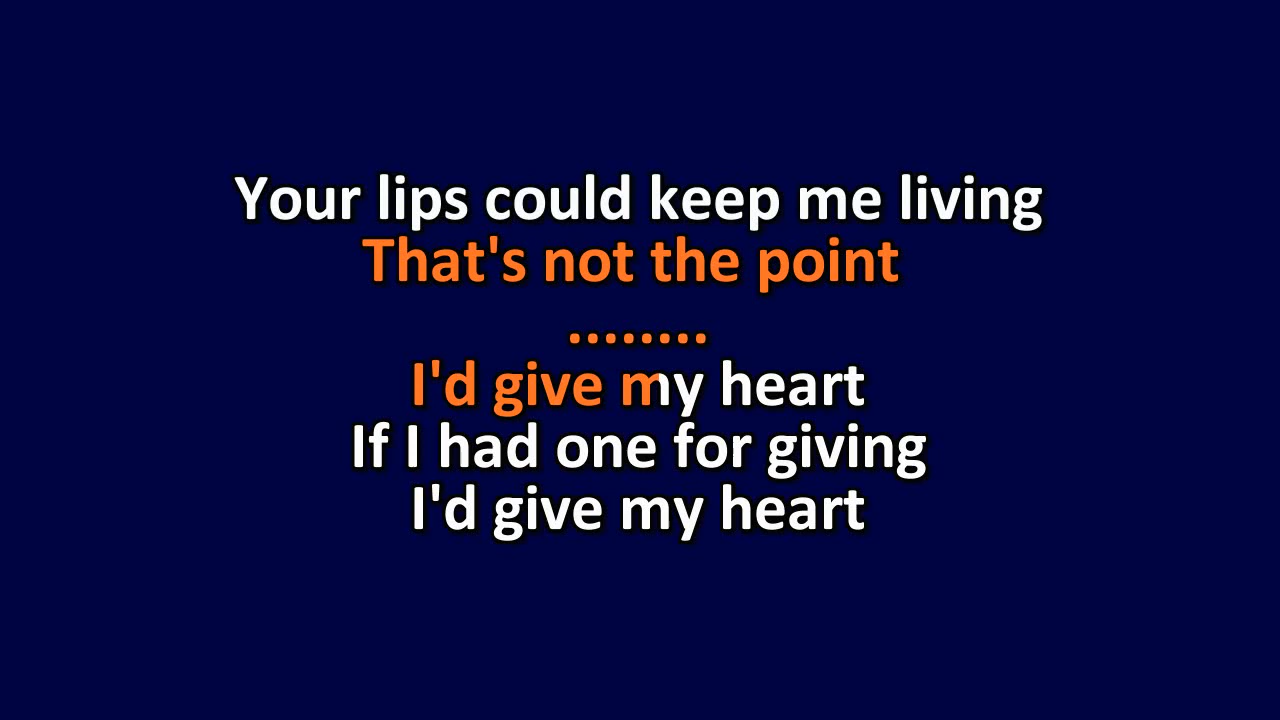 Your lips could keep me living
That's not the point
........
I'd give my heart
If I had one for giving
I'd give my heart